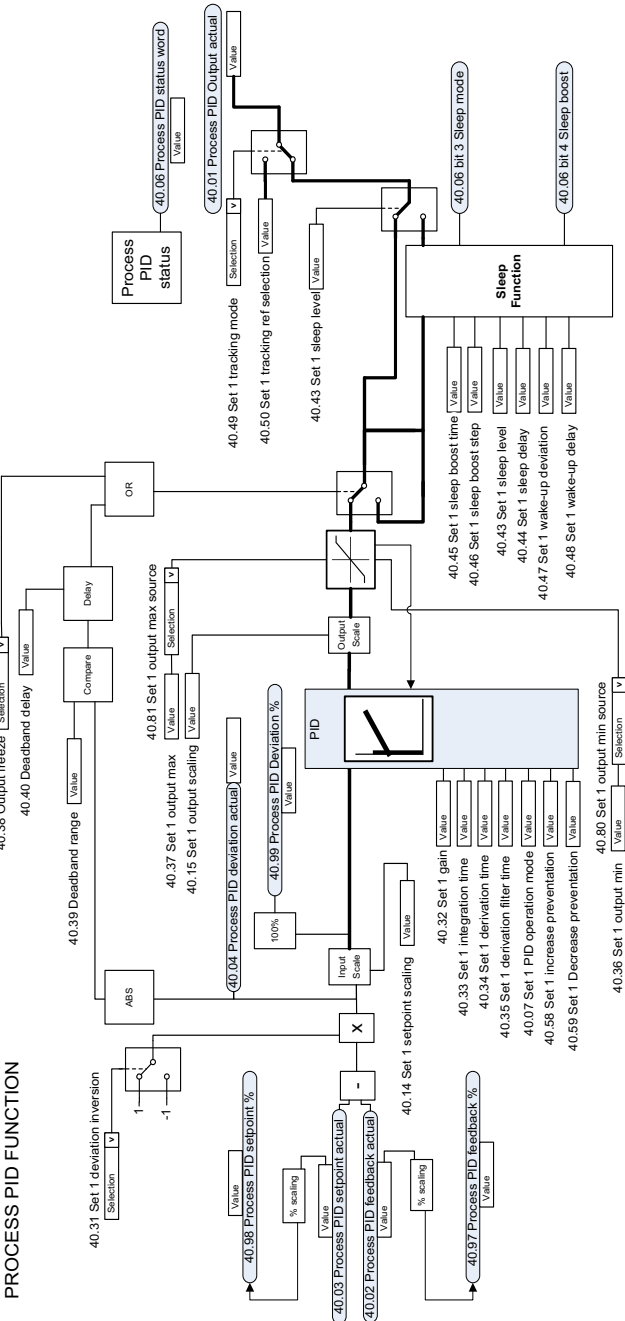 PROCESS PID FUNCTION
40.31 Set 1 deviation inversion
Selection
v
1
-1
40.98 Process PID setpoint %
Value
% scaling
40.03 Process PID setpoint actual
Value
-
40.02 Process PID feedback actual
Value
% scaling
40.97 Process PID feedback %
Value
X
ABS
40.04 Process PID deviation actual
Value
Input
Scale
40.14 Set 1 setpoint scaling
Value
100%
40.99 Process PID Deviation %
Value
PID
40.32 Set 1 gain
Value
40.33 Set 1 integration time
Value
40.34 Set 1 derivation time
Value
40.35 Set 1 derivation filter time
Value
40.07 Set 1 PID operation mode
Value
40.58 Set 1 increase preventation
Value
40.59 Set 1 Decrease preventation
Value
40.36 Set 1 output min
Value
40.80 Set 1 output min source
Selection
v
40.38 Output freeze
Selection
v
40.39 Deadband range
Value
40.40 Deadband delay
Value
Compare
Delay
OR
40.37 Set 1 output max
Value
40.81 Set 1 output max source
Selection
v
40.15 Set 1 output scaling
Value
Output
Scale
40.45 Set 1 sleep boost time
Value
40.46 Set 1 sleep boost step
Value
40.43 Set 1 sleep level
Value
40.44 Set 1 sleep delay
Value
40.47 Set 1 wake-up deviation
Value
40.48 Set 1 wake-up delay
Value
Sleep
Function
40.06 bit 3 Sleep mode
40.06 bit 4 Sleep boost
40.49 Set 1 tracking mode
Selection
v
40.50 Set 1 tracking ref selection
Value
40.43 Set 1 sleep level
Value
Process
PID
status
40.06 Process PID status word
Value
40.01 Process PID Output actual
Value